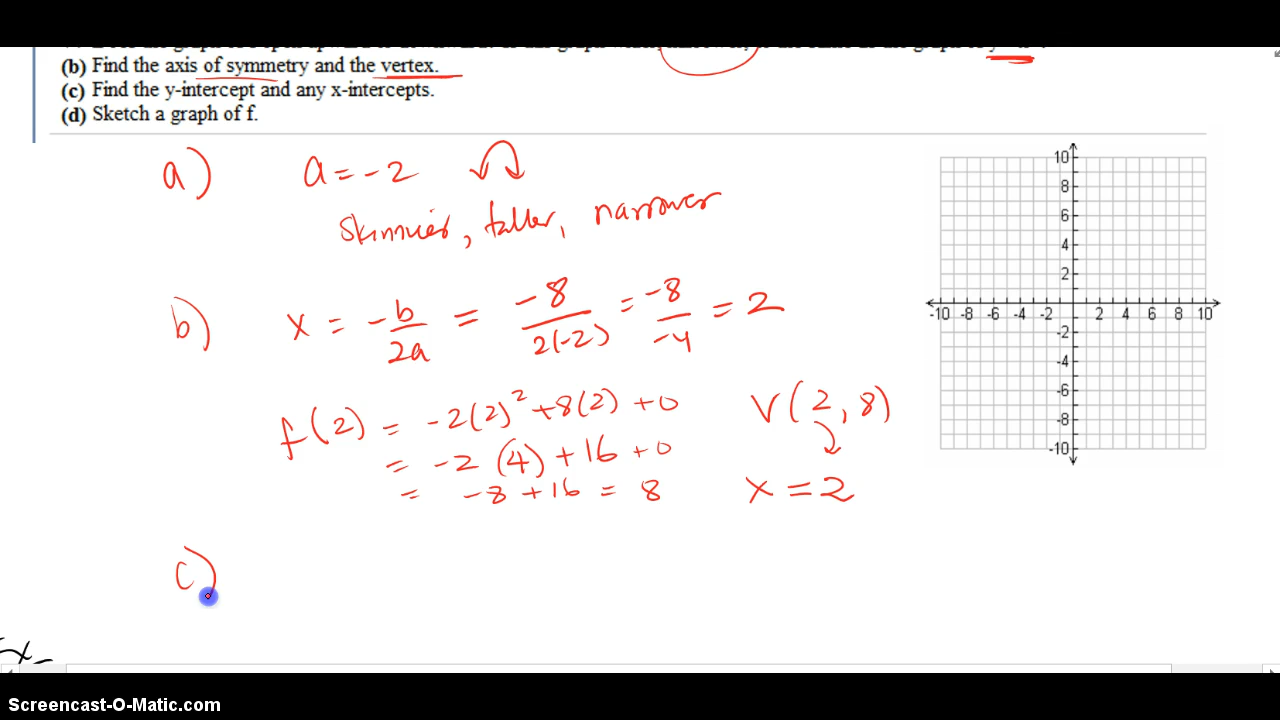 (b) Find the axis of symmetry and the vertex.
(c) Find the y-intercept and any x-intercepts.
(d) Sketch a graph of f.
a) a = -2
skinnier, taller, narrower
b) x = -b/2a = -8/2(-2) = -8/-4 = 2
f(2) = -2(2)² + 8(2) + 0 V(2, 8)
= -2 (4) + 16 + 0
= -8 + 16 = 8 x = 2
c)
10
8
6
4
2
-10 -8 -6 -4 -2 2 4 6 8 10
-2
-4
-6
-8
-10
Screencast-O-Matic.com